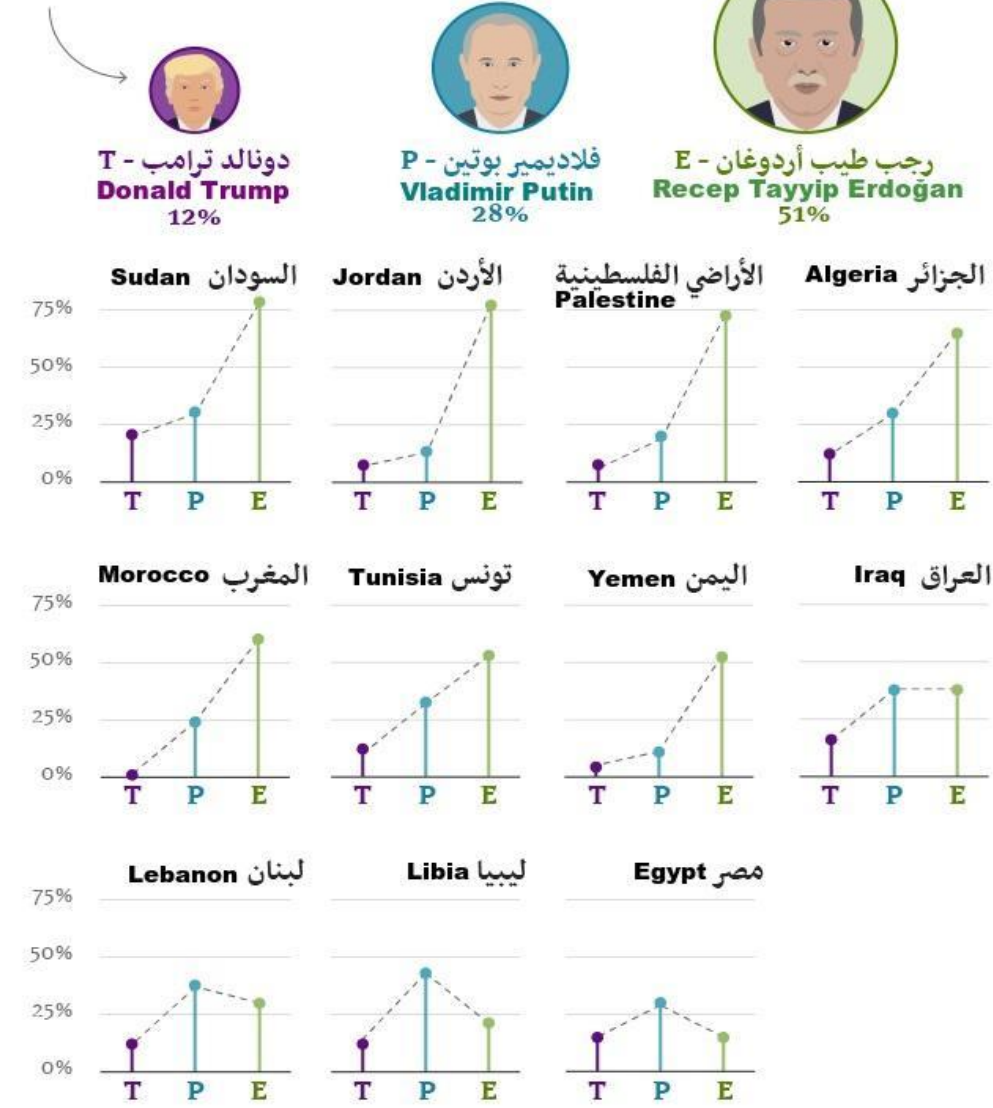 دونالد ترامب - T
Donald Trump
12%
فلاديمير بوتين - P
Vladimir Putin
28%
رجب طيب أردوغان - E
Recep Tayyip Erdoğan
51%
Sudan السودان
Jordan الأردن
الأراضي الفلسطينية
Palestine
Algeria الجزائر
75%
50%
25%
0%
T P E
T P E
T P E
T P E
Morocco المغرب
Tunisia تونس
Yemen اليمن
Iraq العراق
75%
50%
25%
0%
T P E
T P E
T P E
T P E
Lebanon لبنان
Libia ليبيا
Egypt مصر
75%
50%
25%
0%
T P E
T P E
T P E